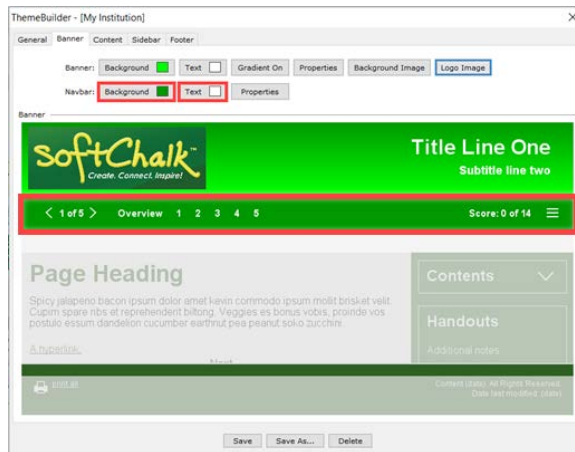 ThemeBuilder - [My Institution]
General Banner Content Sidebar Footer
Banner: Background Text Gradient On Properties Background Image Logo Image
Navbar: Background Text Properties
Banner
SoftChalk™
Create. Connect. Inspire!
Title Line One
Subtitle line two
< 1 of 5 > Overview 1 2 3 4 5 Score: 0 of 14
Page Heading
Spicy jalapeno bacon ipsum dolor amet kevin commodo ipsum mollit brisket velit.
Cupim spare ribs et reprehenderit biltong. Veggies es bonus vobis, proinde vos
postulo essum dandelion cucumber earthnut pea peanut soko zucchini.
A hyperlink.
Next
Contents
Handouts
Additional notes
print all
Content {data}. All Rights Reserved.
Date last modified: {date}
Save Save As... Delete